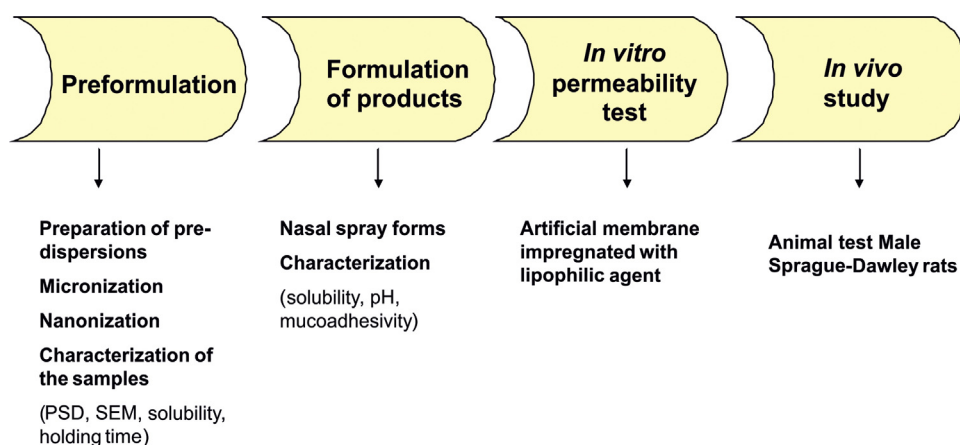 Preformulation
Formulation
of products
In vitro
permeability
test
In vivo
study
Preparation of pre-
dispersions
Micronization
Nanonization
Characterization of
the samples
(PSD, SEM, solubility,
holding time)
Nasal spray forms
Characterization
(solubility, pH,
mucoadhesivity)
Artificial membrane
impregnated with
lipophilic agent
Animal test Male
Sprague-Dawley rats